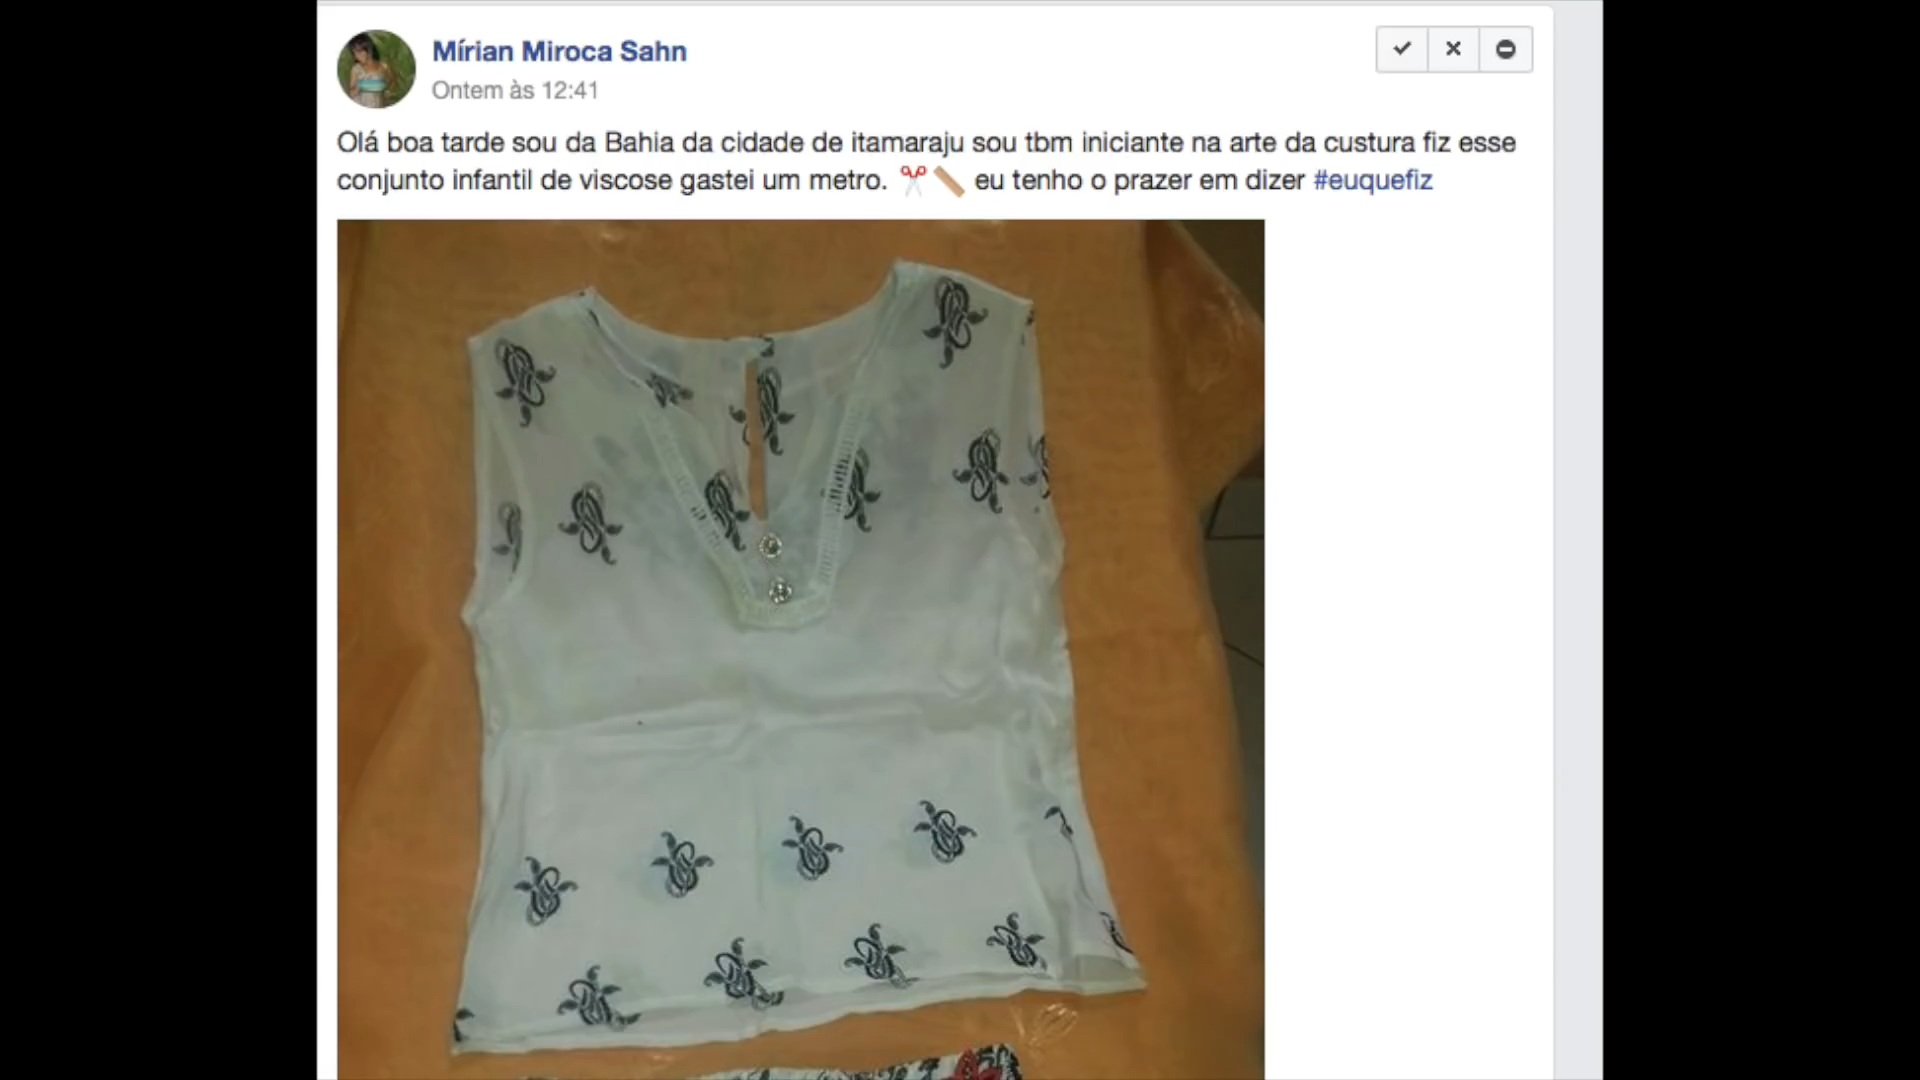 Mírian Miroca Sahn
Ontem às 12:41
Olá boa tarde sou da Bahia da cidade de itamaraju sou tbm iniciante na arte da custura fiz esse
conjunto infantil de viscose gastei um metro. ✂️📏 eu tenho o prazer em dizer #euquefiz